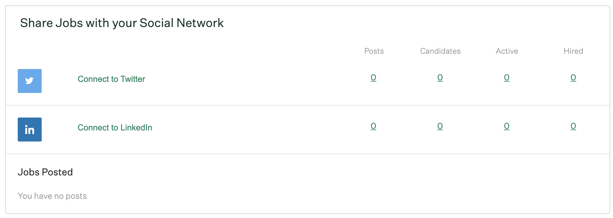 Share Jobs with your Social Network
Posts Candidates Active Hired
Connect to Twitter 0 0 0 0
in Connect to LinkedIn 0 0 0 0
Jobs Posted
You have no posts